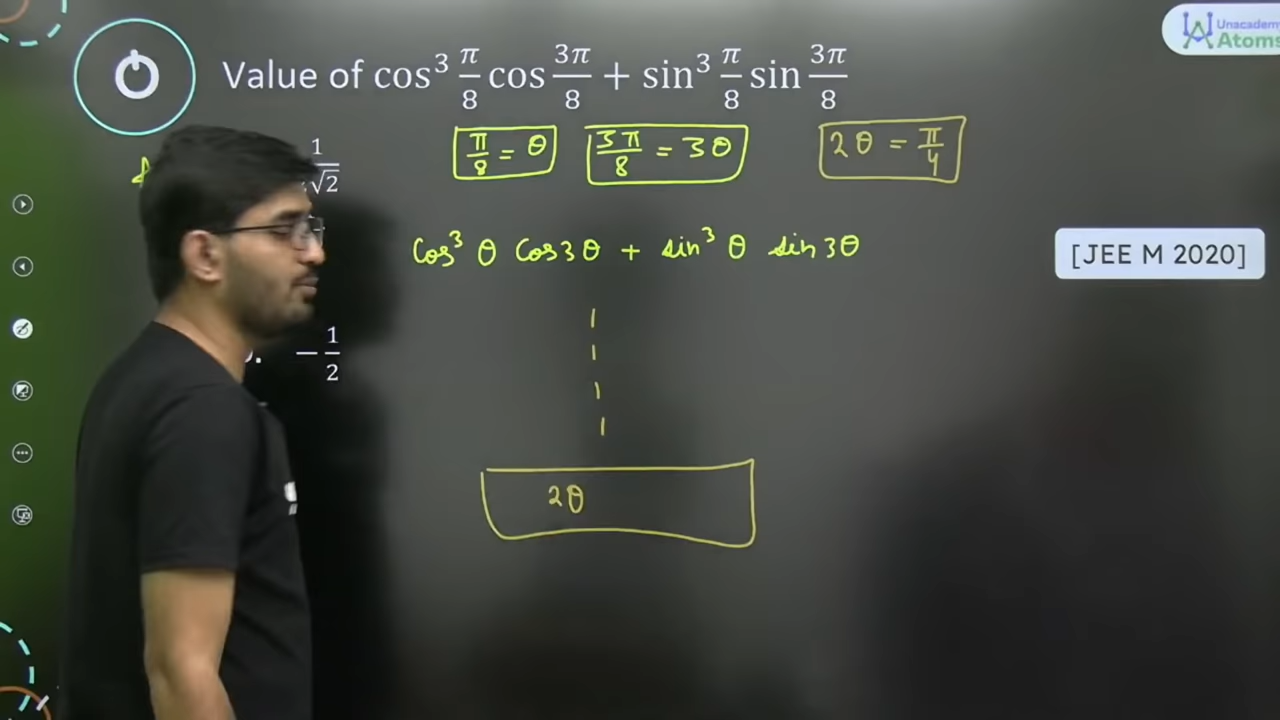 Unacademy
Atoms
Value of cos³ π/8 cos 3π/8 + sin³ π/8 sin 3π/8
π/8 = θ 3π/8 = 3θ 2θ = π/4
√2
cos³ θ cos3θ + sin³ θ sin3θ
[JEE M 2020]
− 1/2
2θ